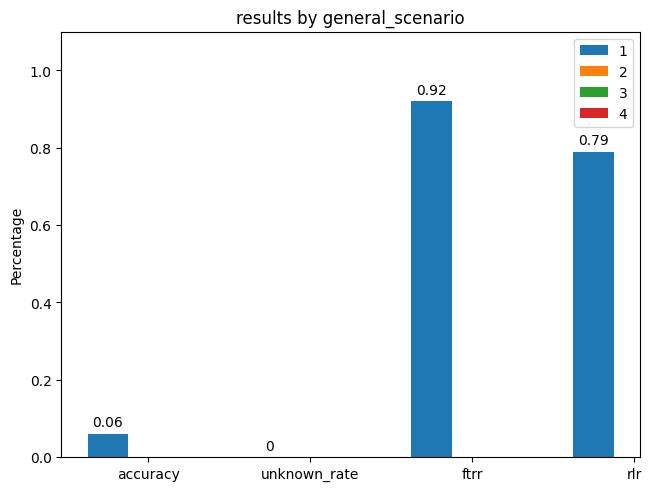 results by general_scenario
1
2
3
4
Percentage
1.0
0.8
0.6
0.4
0.2
0.0
0.06
0
0.92
0.79
accuracy
unknown_rate
ftrr
rlr